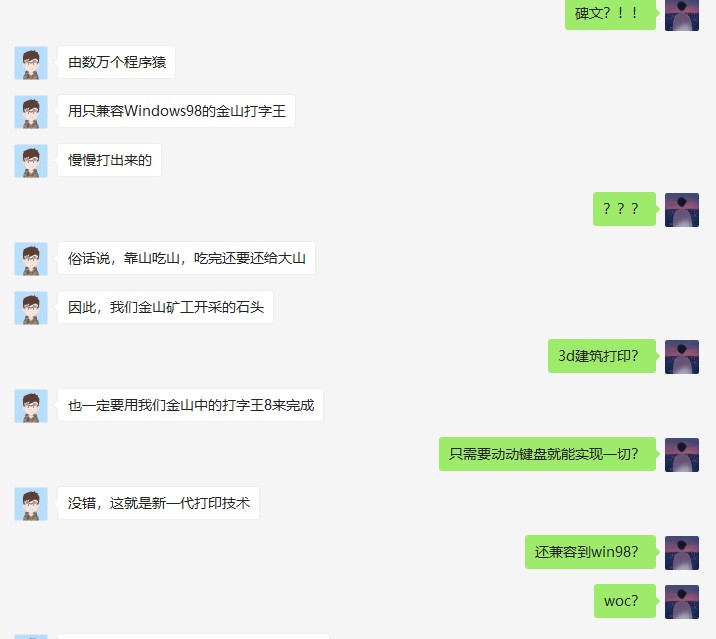 碑文？！！
由数万个程序猿
用只兼容Windows98的金山打字王
慢慢打出来的
？？？
俗话说，靠山吃山，吃完还要还给大山
因此，我们金山矿工开采的石头
3d建筑打印？
也一定要用我们金山中的打字王8来完成
只需要动动键盘就能实现一切？
没错，这就是新一代打印技术
还兼容到win98？
woc？